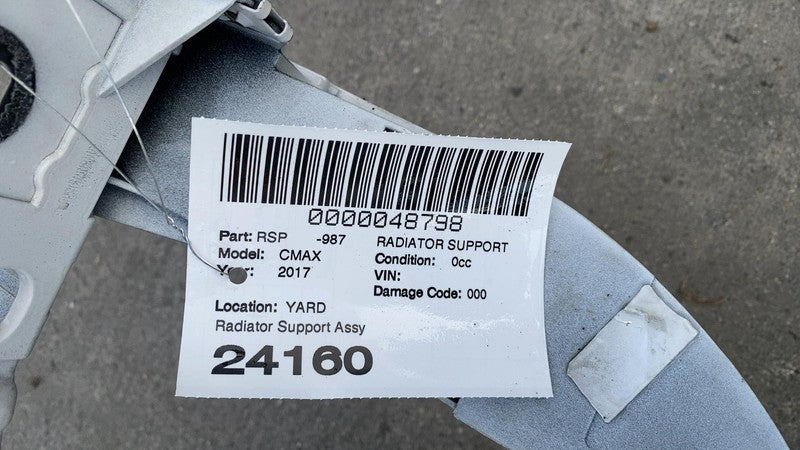 0000048798
Part: RSP -987 RADIATOR SUPPORT
Model: CMAX Condition: 0cc
Year: 2017 VIN:
Damage Code: 000
Location: YARD
Radiator Support Assy
24160